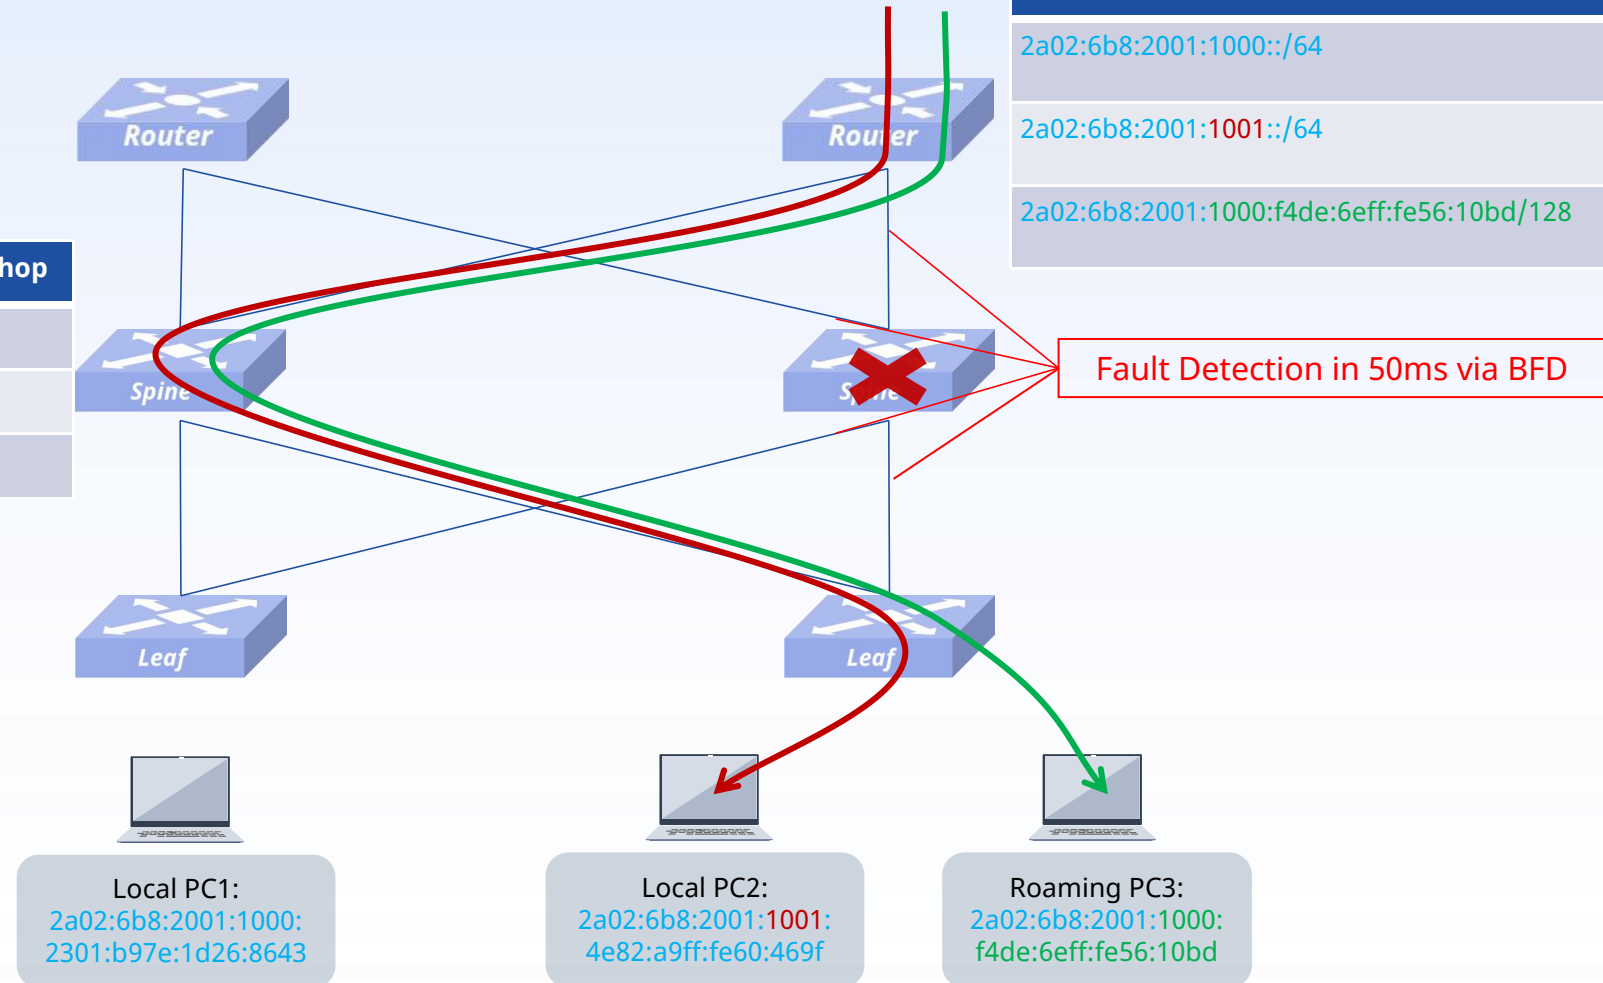 2a02:6b8:2001:1000::/64
2a02:6b8:2001:1001::/64
2a02:6b8:2001:1000:f4de:6eff:fe56:10bd/128
Router
Router
hop
Spine
Spine
Fault Detection in 50ms via BFD
Leaf
Leaf
Local PC1:
2a02:6b8:2001:1000:
2301:b97e:1d26:8643
Local PC2:
2a02:6b8:2001:1001:
4e82:a9ff:fe60:469f
Roaming PC3:
2a02:6b8:2001:1000:
f4de:6eff:fe56:10bd